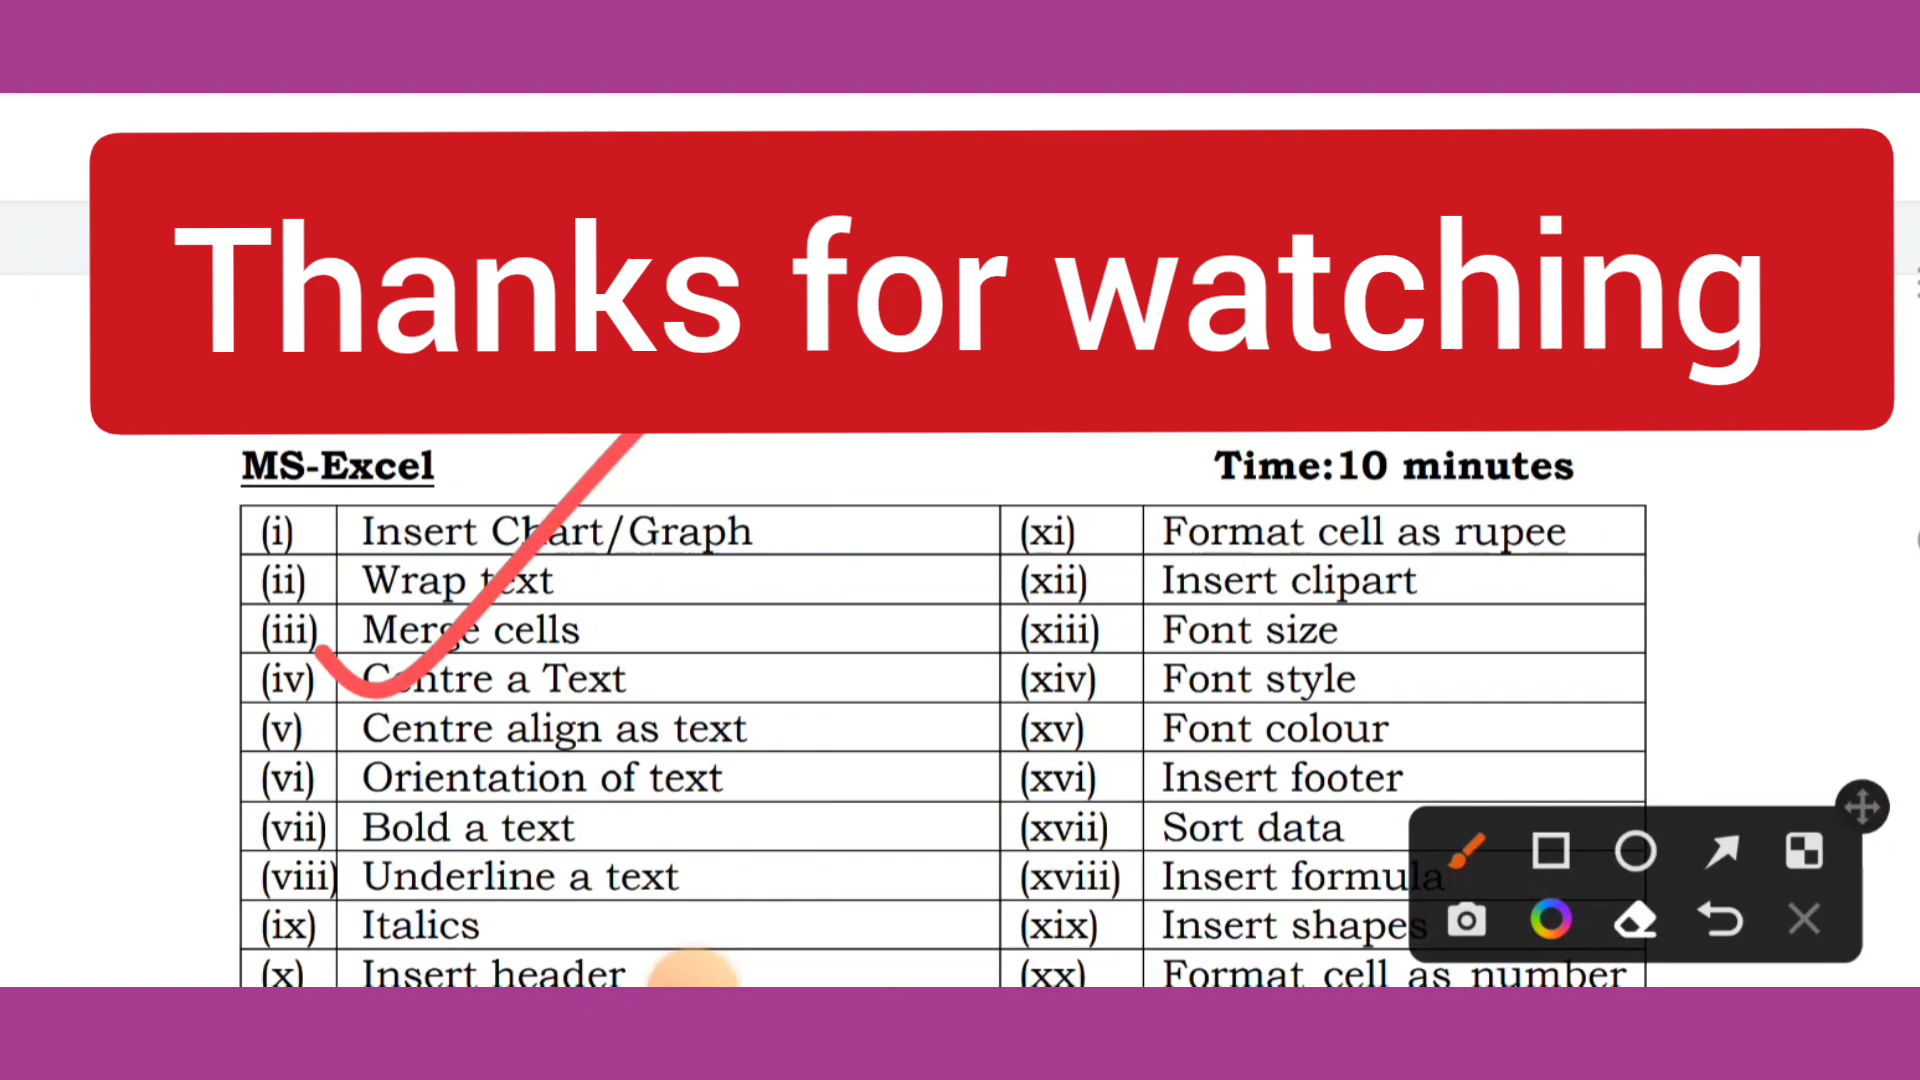 Thanks for watching
MS-Excel Time:10 minutes
(i) Insert Chart/Graph (xi) Format cell as rupee
(ii) Wrap text (xii) Insert clipart
(iii) Merge cells (xiii) Font size
(iv) Centre a Text (xiv) Font style
(v) Centre align as text (xv) Font colour
(vi) Orientation of text (xvi) Insert footer
(vii) Bold a text (xvii) Sort data
(viii) Underline a text (xviii) Insert formula
(ix) Italics (xix) Insert shapes
(x) Insert header (xx) Format cell as number